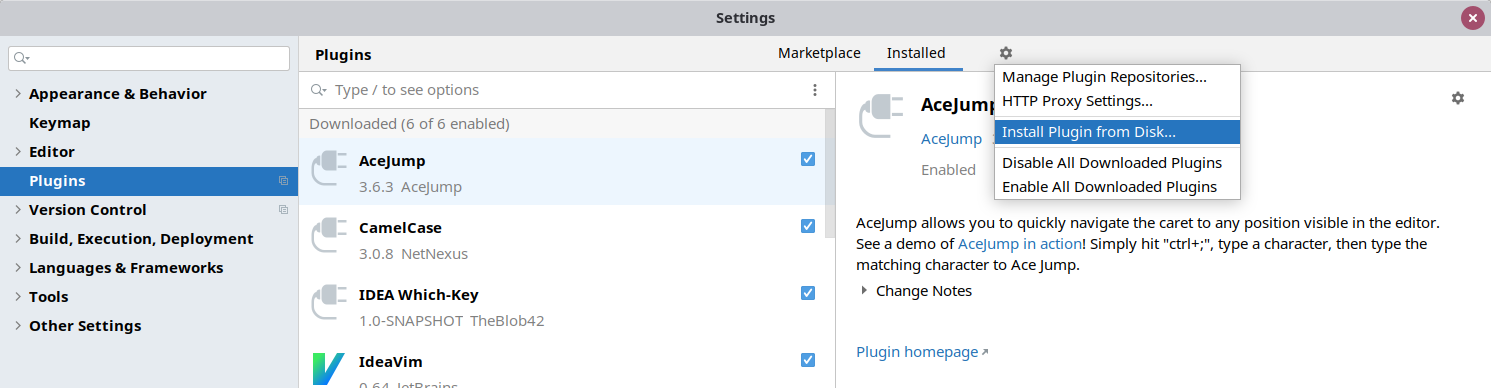 Settings
Appearance & Behavior
Keymap
Editor
Plugins
Version Control
Build, Execution, Deployment
Languages & Frameworks
Tools
Other Settings
Plugins
Marketplace
Installed
Type / to see options
Downloaded (6 of 6 enabled)
AceJump
3.6.3 AceJump
CamelCase
3.0.8 NetNexus
IDEA Which-Key
1.0-SNAPSHOT TheBlob42
IdeaVim
0.64 JetBrains
Manage Plugin Repositories...
HTTP Proxy Settings...
Install Plugin from Disk...
Disable All Downloaded Plugins
Enable All Downloaded Plugins
AceJump
AceJump
Enabled
AceJump allows you to quickly navigate the caret to any position visible in the editor.
See a demo of AceJump in action! Simply hit "ctrl+;", type a character, then type the
matching character to Ace Jump.
Change Notes
Plugin homepage